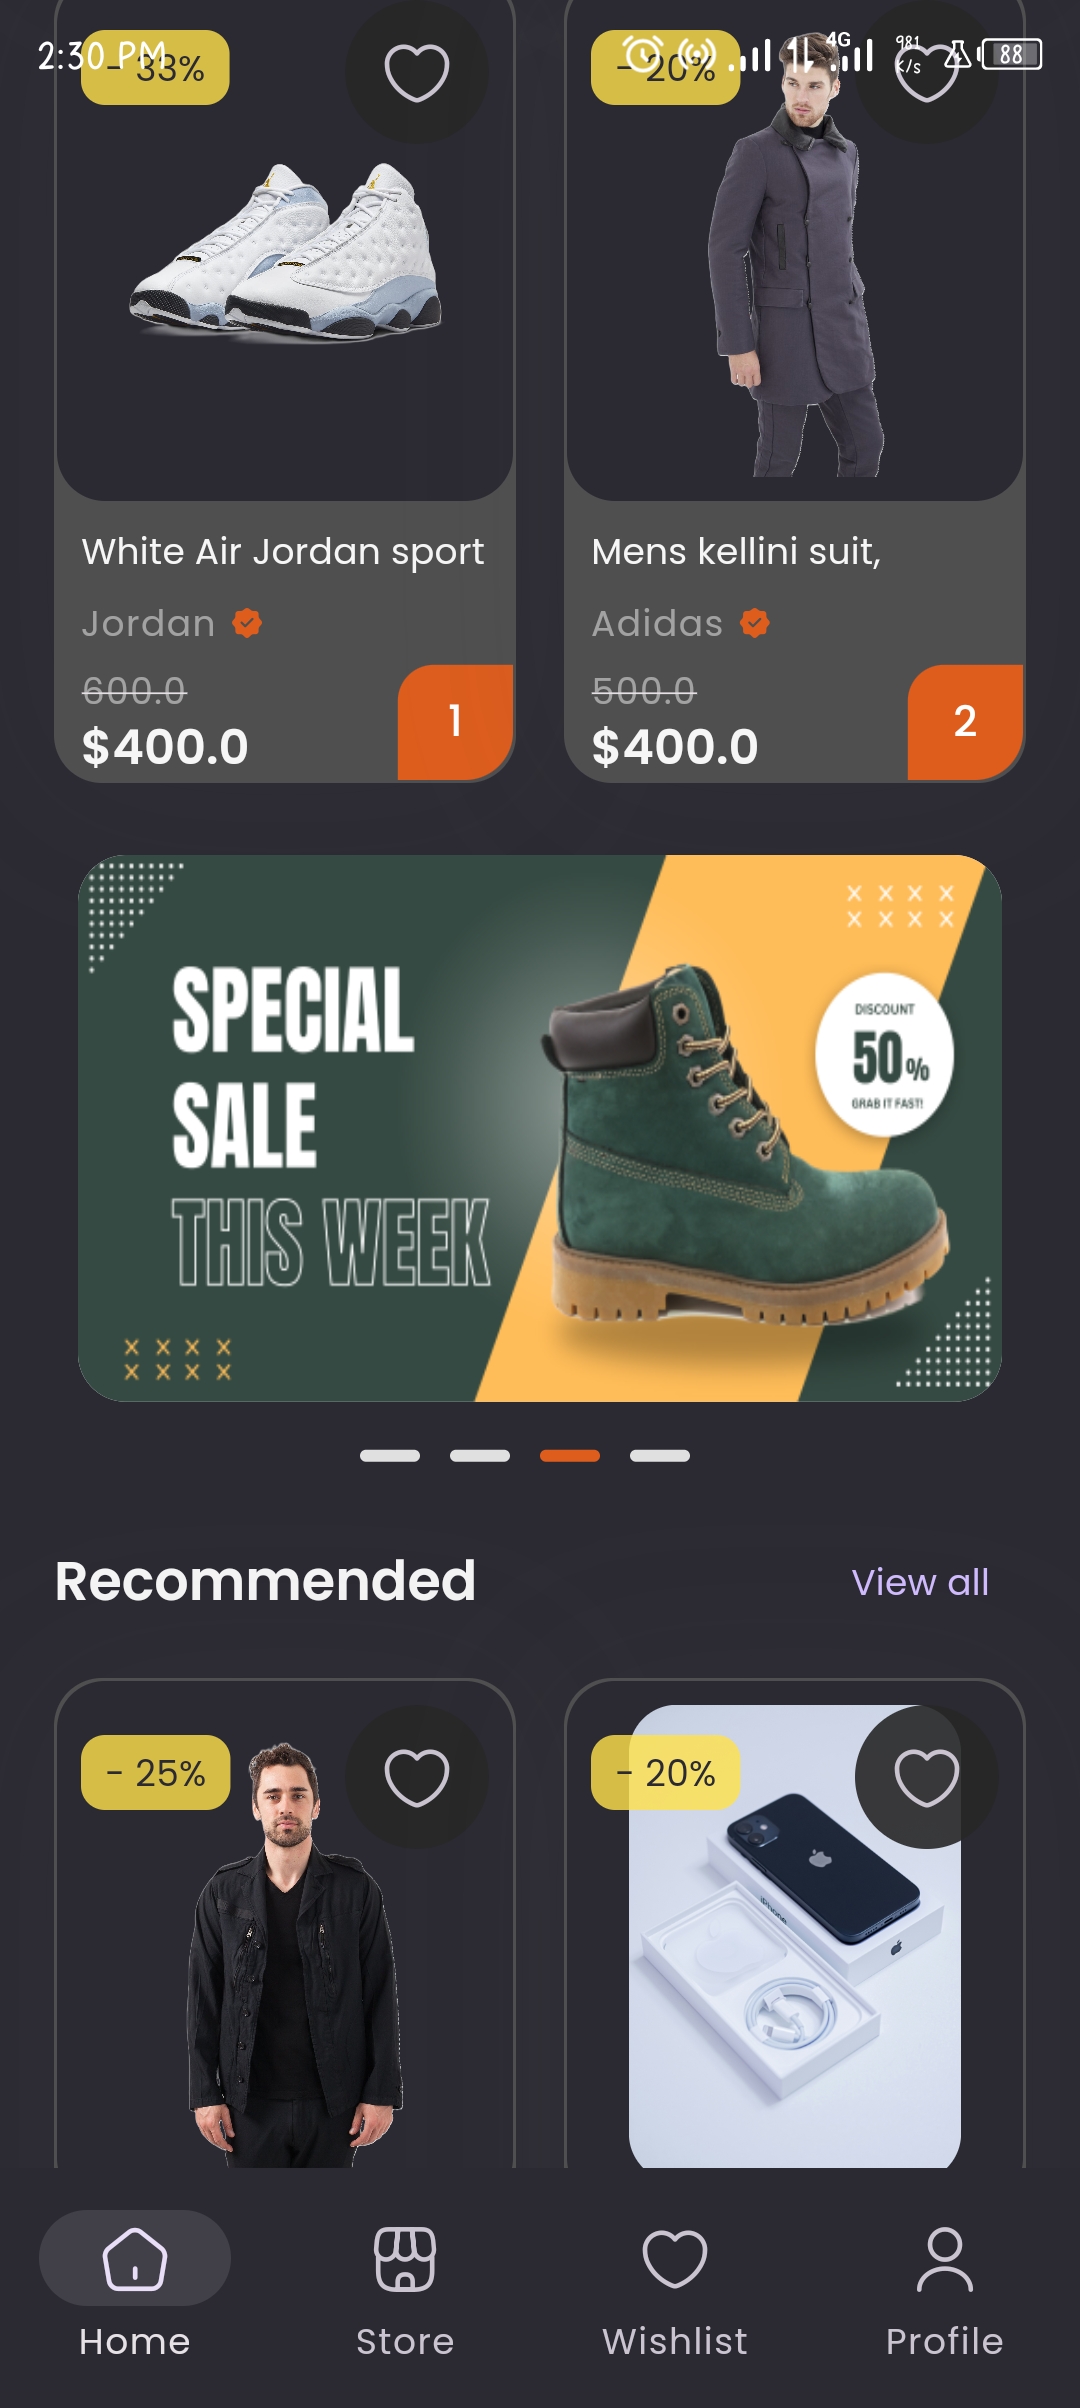 2:30 PM
4G
981
K/s
88
- 33%
- 20%
White Air Jordan sport
Mens kellini suit,
Jordan
Adidas
600.0
500.0
$400.0
1
$400.0
2
SPECIAL
SALE
THIS WEEK
DISCOUNT
50%
GRAB IT FAST!
Recommended
View all
- 25%
- 20%
iPhone
Home
Store
Wishlist
Profile